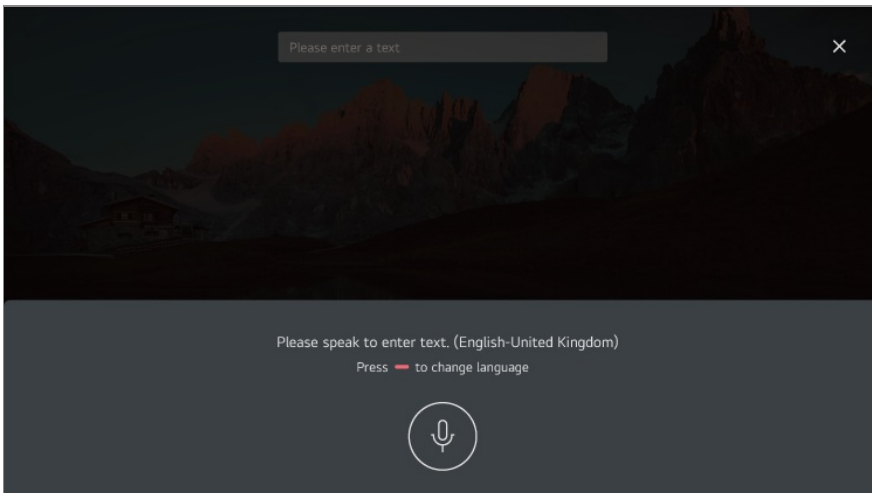 Please enter a text
Please speak to enter text. (English-United Kingdom)
Press to change language